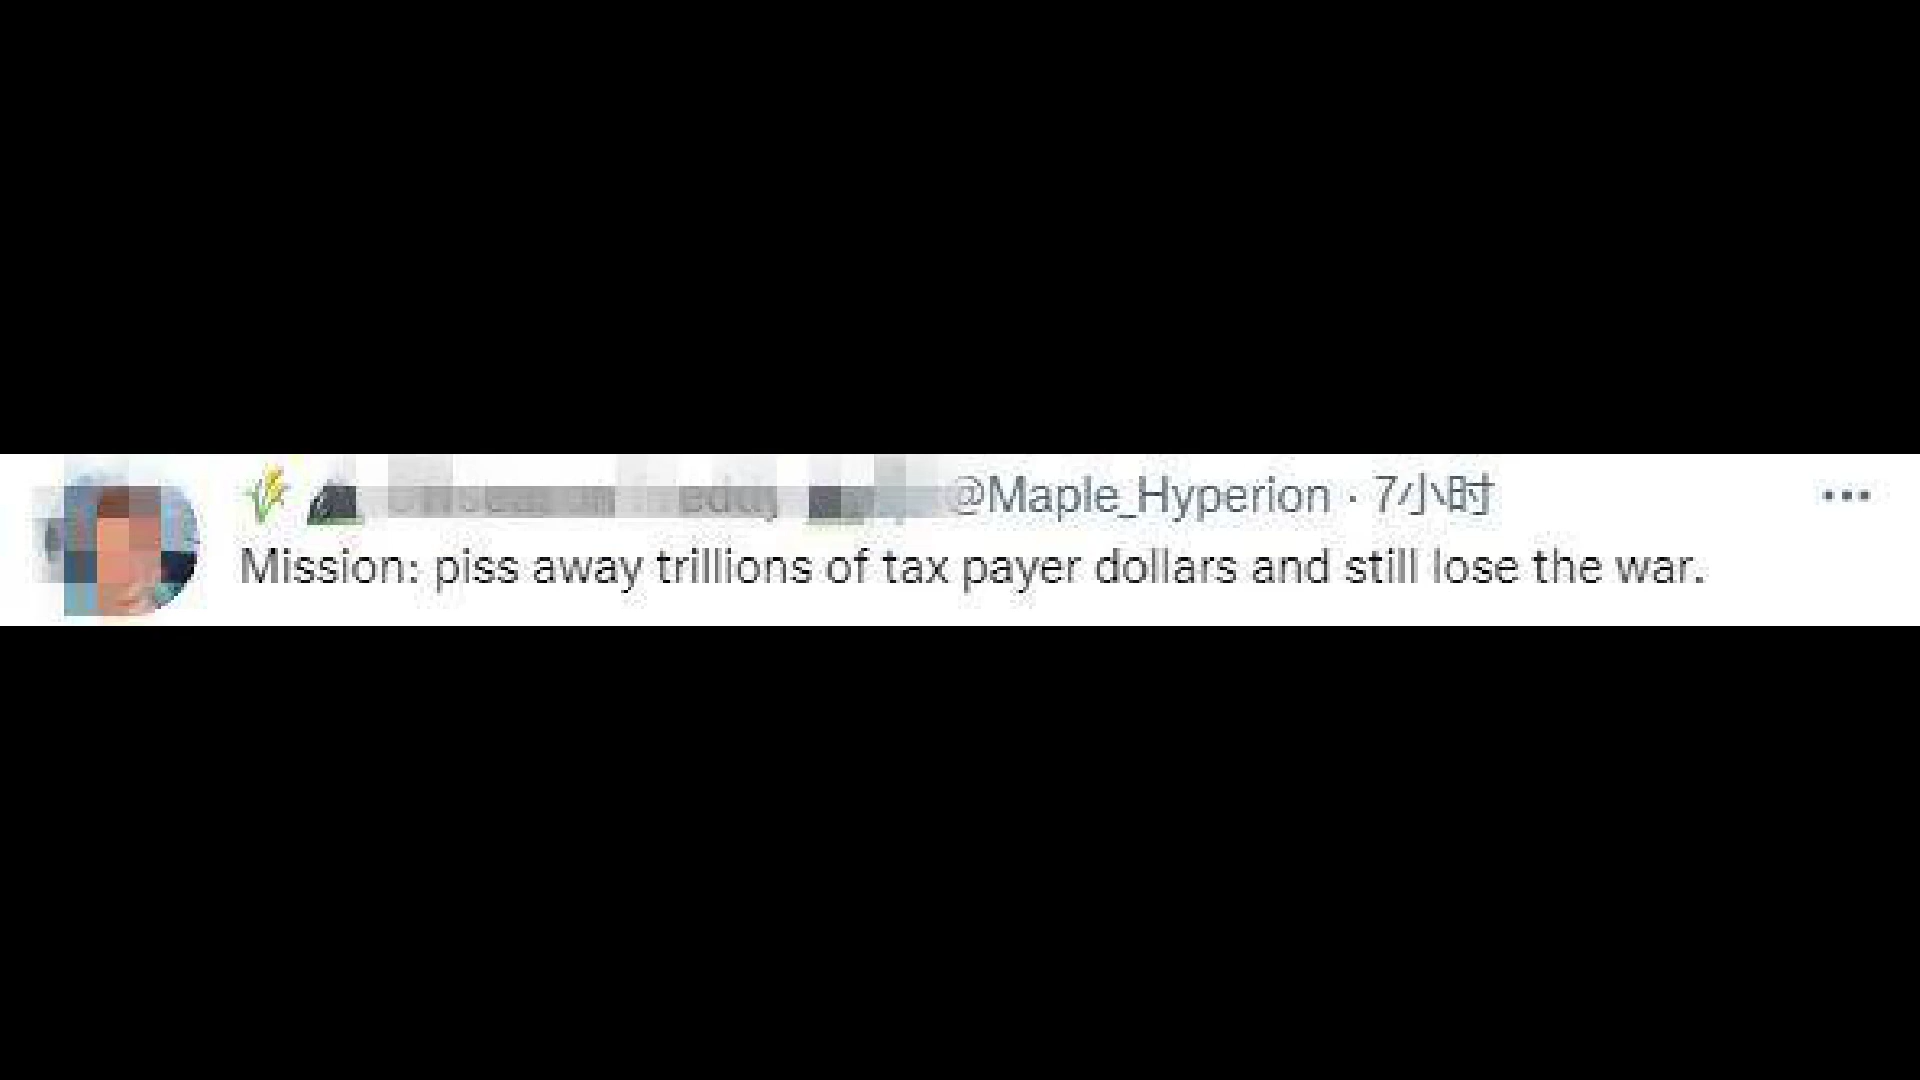 @Maple_Hyperion · 7小时
Mission: piss away trillions of tax payer dollars and still lose the war.